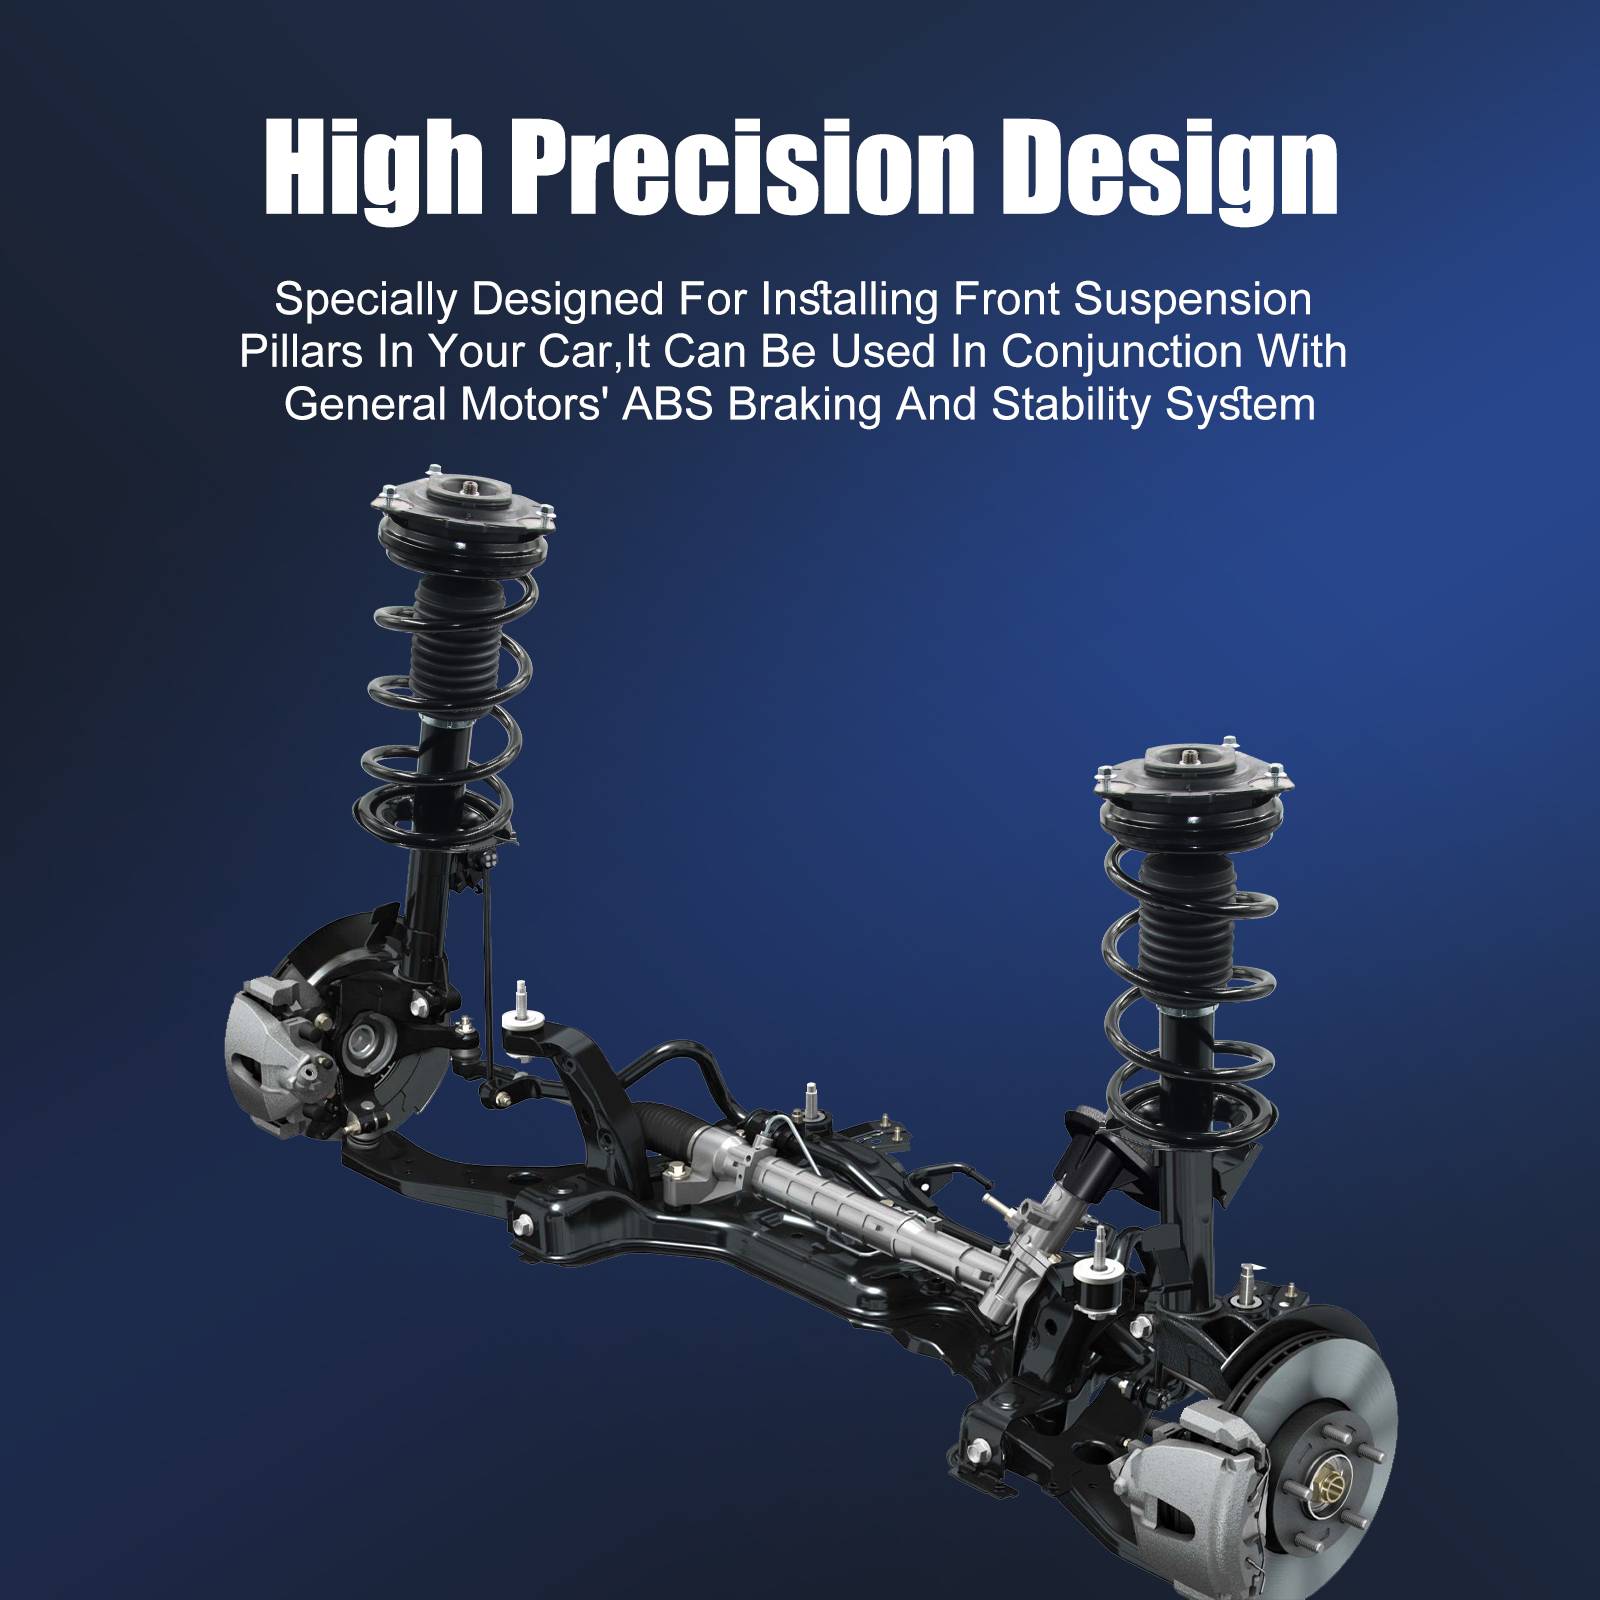 High Precision Design
Specially Designed For Installing Front Suspension
Pillars In Your Car,It Can Be Used In Conjunction With
General Motors' ABS Braking And Stability System